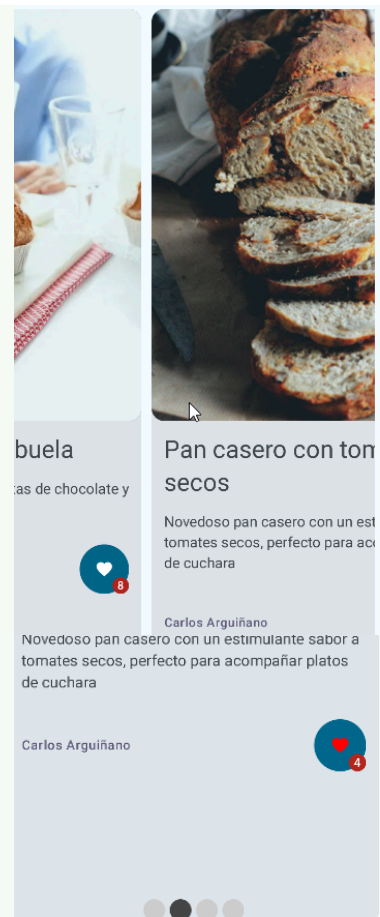 buela
tas de chocolate y
8
Pan casero con tom
secos
Novedoso pan casero con un est
tomates secos, perfecto para aco
de cuchara
Carlos Arguiñano
Novedoso pan casero con un estimulante sabor a
tomates secos, perfecto para acompañar platos
de cuchara
Carlos Arguiñano
4